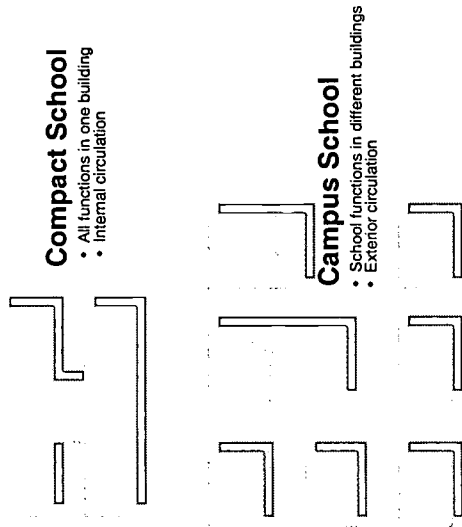 Compact School
• All functions in one building
• Internal circulation
Campus School
• School functions in different buildings
• Exterior circulation